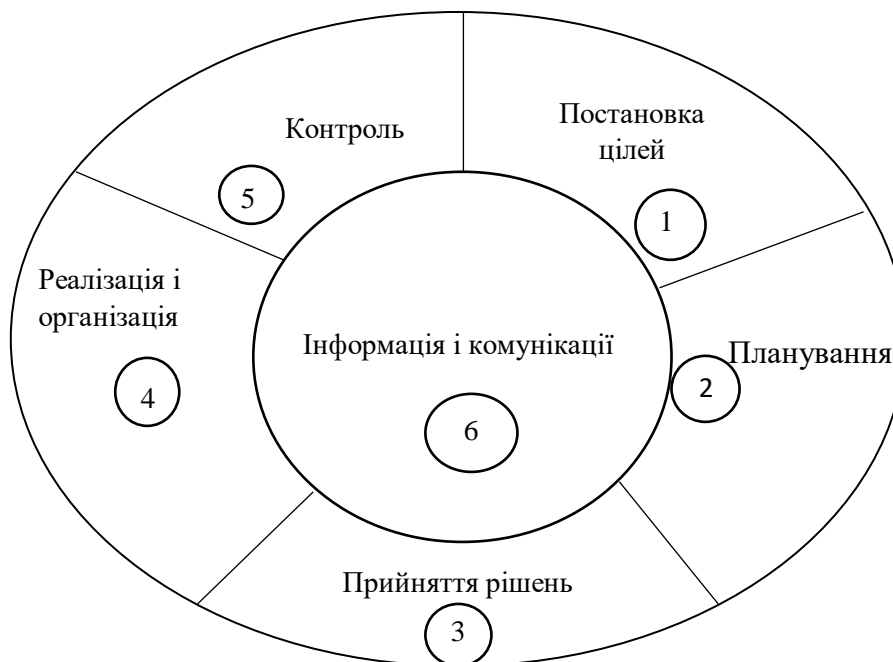 Постановка
цілей
1
Планування
2
Прийняття рішень
3
Реалізація і
організація
4
Контроль
5
Інформація і комунікації
6